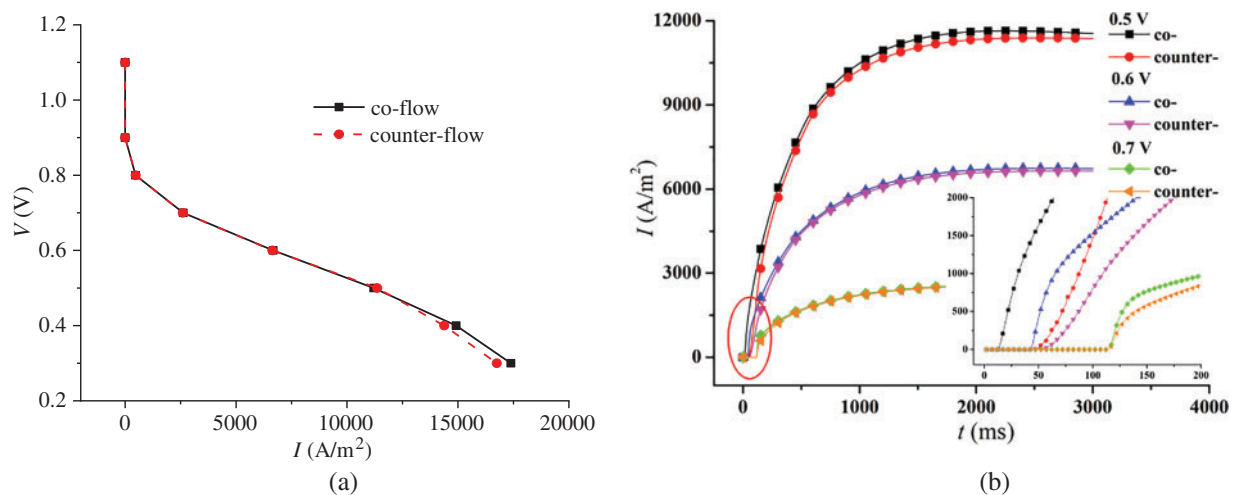 1.2
1.0
0.8
0.6
0.4
0.2
V (V)
co-flow
counter-flow
0
5000
10000
15000
20000
I (A/m²)
(a)
12000
9000
6000
3000
0
I (A/m²)
0.5 V
co-
counter-
0.6 V
co-
counter-
0.7 V
co-
counter-
2000
1500
1000
500
0
0
50
100
150
200
0
1000
2000
3000
4000
t (ms)
(b)